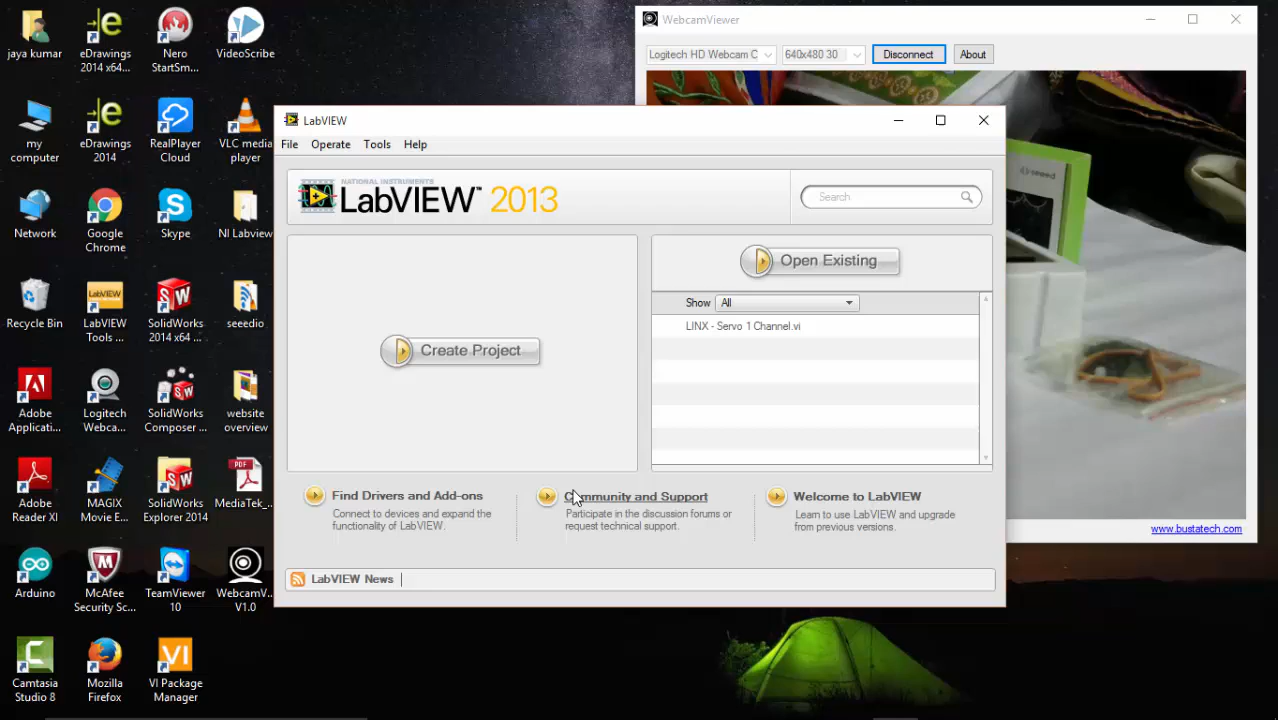 jaya kumar
eDrawings
2014 x64...
Nero
StartSm...
VideoScribe
my
computer
eDrawings
2014
RealPlayer
Cloud
VLC media
player
Network
Google
Chrome
Skype
NI Labview
Recycle Bin
LabVIEW
LabVIEW
Tools ...
SolidWorks
2014 x64 ...
seeedio
Adobe
Applicati...
Logitech
Webca...
SolidWorks
Composer ...
website
overview
Adobe
Reader XI
MAGIX
Movie E...
SolidWorks
Explorer 2014
PDF
MediaTek_...
Arduino
McAfee
Security Sc...
TeamViewer
10
WebcamV...
V1.0
Camtasia
Studio 8
Mozilla
Firefox
VI
VI Package
Manager
WebcamViewer
Logitech HD Webcam C
640x480 30
Disconnect
About
seeed
www.bustatech.com
LabVIEW
File
Operate
Tools
Help
NATIONAL INSTRUMENTS
LabVIEW™ 2013
Search
Create Project
Open Existing
Show
All
LINX - Servo 1 Channel.vi
Find Drivers and Add-ons
Connect to devices and expand the
functionality of LabVIEW.
Community and Support
Participate in the discussion forums or
request technical support.
Welcome to LabVIEW
Learn to use LabVIEW and upgrade
from previous versions.
LabVIEW News